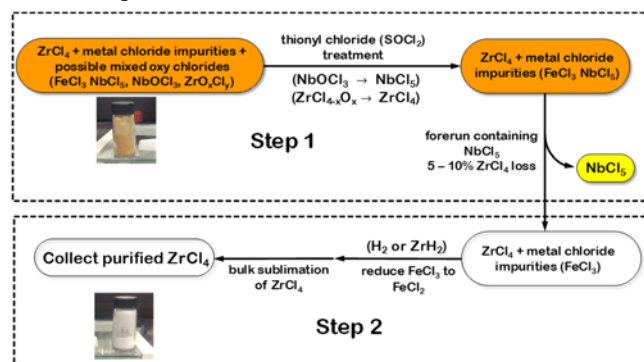 ZrCl₄ + metal chloride impurities +
possible mixed oxy chlorides
(FeCl₃ NbCl₅, NbOCl₃, ZrOₓClᵧ)
thionyl chloride (SOCl₂)
treatment
(NbOCl₃ → NbCl₅)
(ZrCl₄₋ₓOₓ → ZrCl₄)
ZrCl₄ + metal chloride
impurities (FeCl₃ NbCl₅)
Step 1
forerun containing
NbCl₅
5 – 10% ZrCl₄ loss
NbCl₅
Collect purified ZrCl₄
bulk sublimation
of ZrCl₄
(H₂ or ZrH₂)
reduce FeCl₃ to
FeCl₂
ZrCl₄ + metal chloride
impurities (FeCl₃)
Step 2